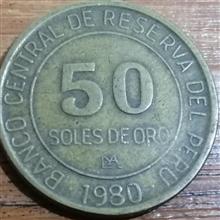 BANCO CENTRAL DE RESERVA DEL PERU
50
SOLES DE ORO
1980